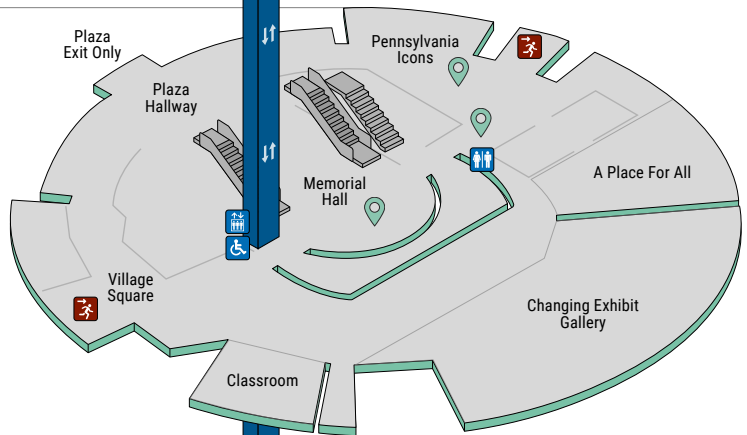 Plaza
Exit Only
Pennsylvania
Icons
Plaza
Hallway
A Place For All
Memorial
Hall
Village
Square
Changing Exhibit
Gallery
Classroom